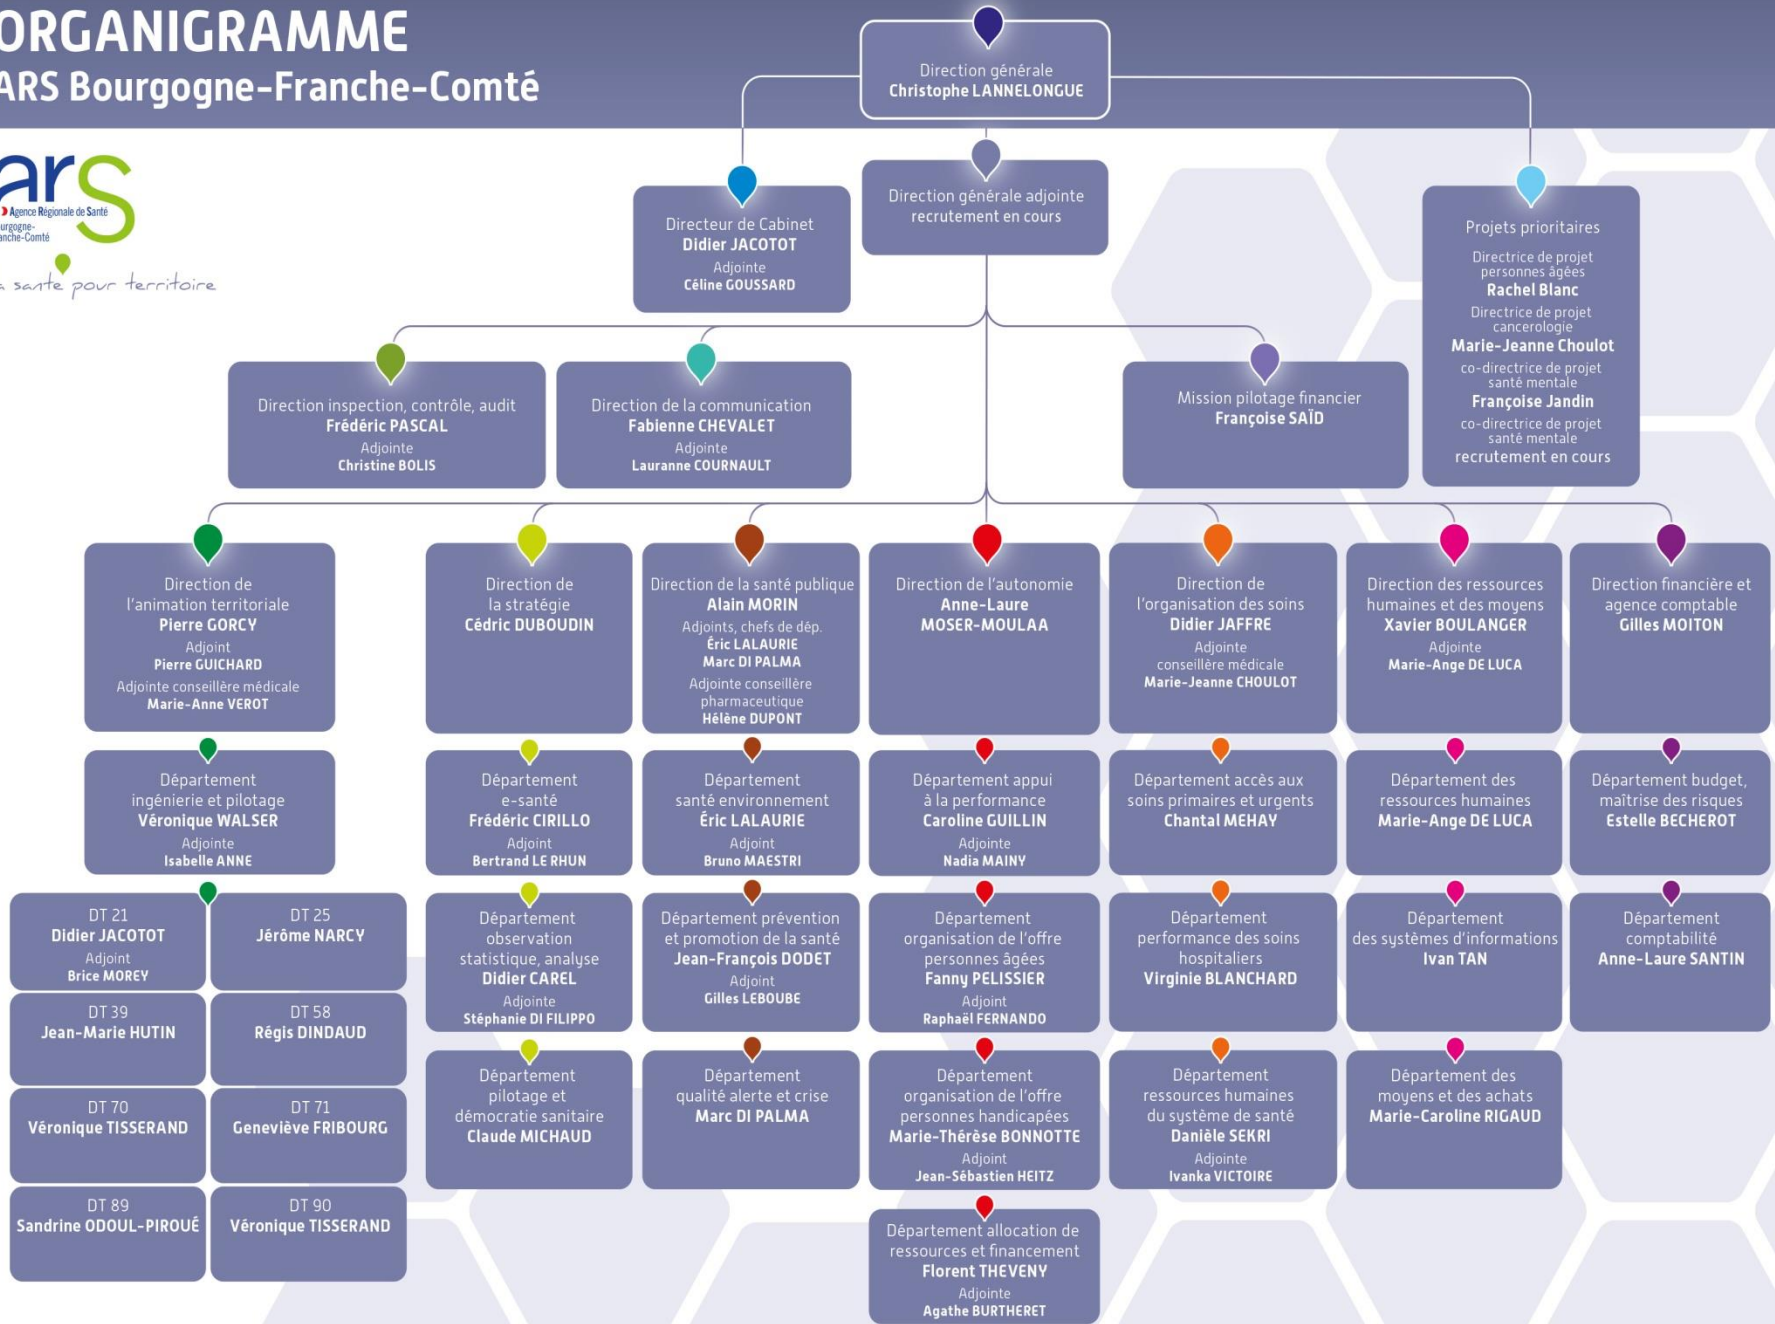 ORGANIGRAMME
ARS Bourgogne-Franche-Comté
ars
Agence Régionale de Santé
santé pour territoire
Direction générale
Christophe LANNELONGUE
Directeur de Cabinet
Didier JACOTOT
Adjointe
Céline GOUSSARD
Direction générale adjointe
recrutement en cours
Projets prioritaires
Directrice de projet
personnes âgées
Rachel Blanc
Directrice de projet
cancerologie
Marie-Jeanne Choulot
co-directrice de projet
santé mentale
Françoise Jandin
co-directrice de projet
santé mentale
recrutement en cours
Direction inspection, contrôle, audit
Frédéric PASCAL
Adjointe
Christine BOLIS
Direction de la communication
Fabienne CHEVALET
Adjointe
Lauranne COURNAULT
Mission pilotage financier
Françoise SAÏD
Direction de
l'animation territoriale
Pierre GORCY
Adjoint
Pierre GUICHARD
Adjointe conseillère médicale
Marie-Anne VEROT
Direction de
la stratégie
Cédric DUBOUDIN
Direction de la santé publique
Alain MORIN
Adjoints, chefs de dép.
Éric LALAURIE
Marc DI PALMA
Adjointe conseillère
pharmaceutique
Hélène DUPONT
Direction de l'autonomie
Anne-Laure
MOSER-MOULAA
Direction de
l'organisation des soins
Didier JAFFRE
Adjointe
conseillère médicale
Marie-Jeanne CHOULOT
Direction des ressources
humaines et des moyens
Xavier BOULANGER
Adjointe
Marie-Ange DE LUCA
Direction financière et
agence comptable
Gilles MOITON
Département
ingénierie et pilotage
Véronique WALSER
Adjointe
Isabelle ANNE
Département
e-santé
Frédéric CIRILLO
Adjoint
Bertrand LE RHUN
Département
santé environnement
Éric LALAURIE
Adjoint
Bruno MAESTRI
Département appui
à la performance
Caroline GUILLIN
Adjointe
Nadia MAINY
Département accès aux
soins primaires et urgents
Chantal MEHAY
Département des
ressources humaines
Marie-Ange DE LUCA
Département budget,
maîtrise des risques
Estelle BECHEROT
DT 21
Didier JACOTOT
Adjoint
Brice MOREY
DT 25
Jérôme NARCY
Département
observation
statistique, analyse
Didier CAREL
Adjointe
Stéphanie DI FILIPPO
Département prévention
et promotion de la santé
Jean-François DODET
Adjoint
Gilles LEBOUBE
Département
organisation de l'offre
personnes âgées
Fanny PELISSIER
Adjoint
Raphaël FERNANDO
Département
performance des soins
hospitaliers
Virginie BLANCHARD
Département
des systèmes d'informations
Ivan TAN
Département
comptabilité
Anne-Laure SANTIN
DT 39
Jean-Marie HUTIN
DT 58
Régis DINDAUD
Département
pilotage et
démocratie sanitaire
Claude MICHAUD
Département
qualité alerte et crise
Marc DI PALMA
Département
organisation de l'offre
personnes handicapées
Marie-Thérèse BONNOTTE
Adjoint
Jean-Sébastien HEITZ
Département
ressources humaines
du système de santé
Danièle SEKRI
Adjointe
Ivanka VICTOIRE
Département des
moyens et des achats
Marie-Caroline RIGAUD
DT 70
Véronique TISSERAND
DT 71
Geneviève FRIBOURG
DT 89
Sandrine ODOUL-PIROUÉ
DT 90
Véronique TISSERAND
Département allocation de
ressources et financement
Florent THEVENY
Adjointe
Agathe BURTHERET